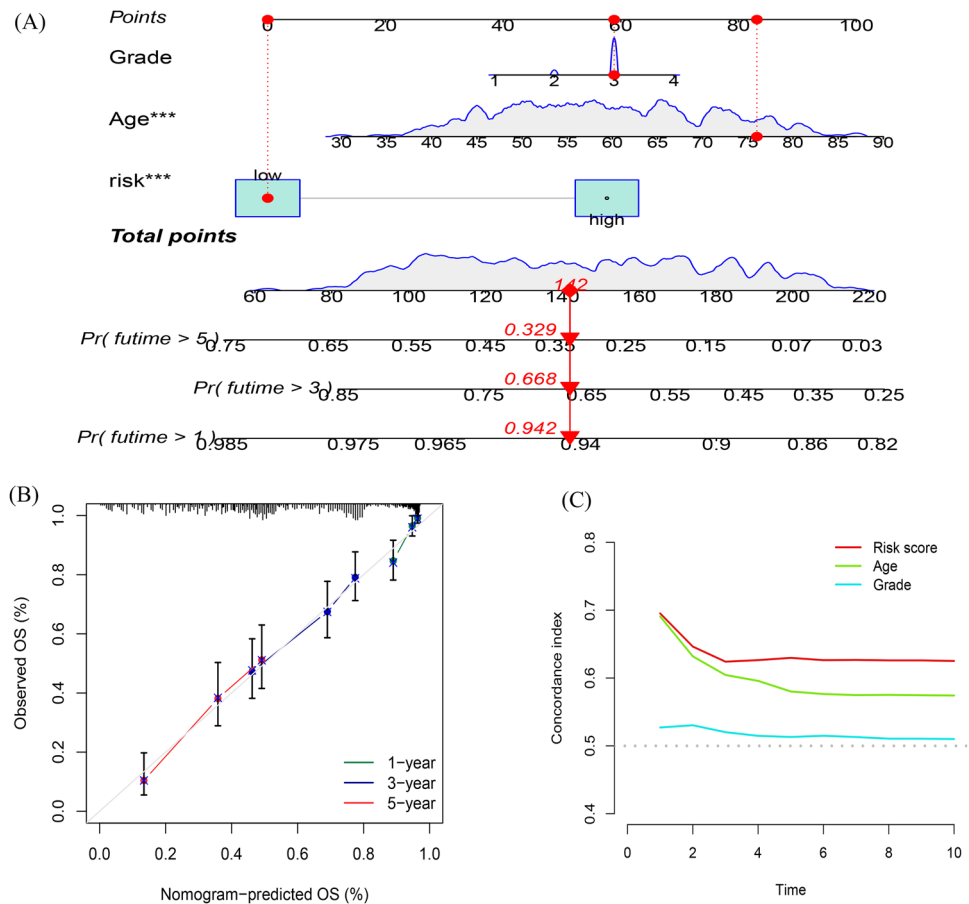 (A)
Points
0 20 40 60 80 100
Grade
1 2 3 4
Age***
30 35 40 45 50 55 60 65 70 75 80 85 90
risk***
low
high
Total points
142
60 80 100 120 140 160 180 200 220
0.329
Pr( futime > 5 )
0.75 0.65 0.55 0.45 0.35 0.25 0.15 0.07 0.03
0.668
Pr( futime > 3 )
0.85 0.75 0.65 0.55 0.45 0.35 0.25
0.942
Pr( futime > 1 )
0.985 0.975 0.965 0.94 0.9 0.86 0.82
(B)
Observed OS (%)
1.0
0.8
0.6
0.4
0.2
0.0
1−year
3−year
5−year
0.0 0.2 0.4 0.6 0.8 1.0
Nomogram−predicted OS (%)
(C)
Concordance index
0.8
0.7
0.6
0.5
0.4
Risk score
Age
Grade
0 2 4 6 8 10
Time